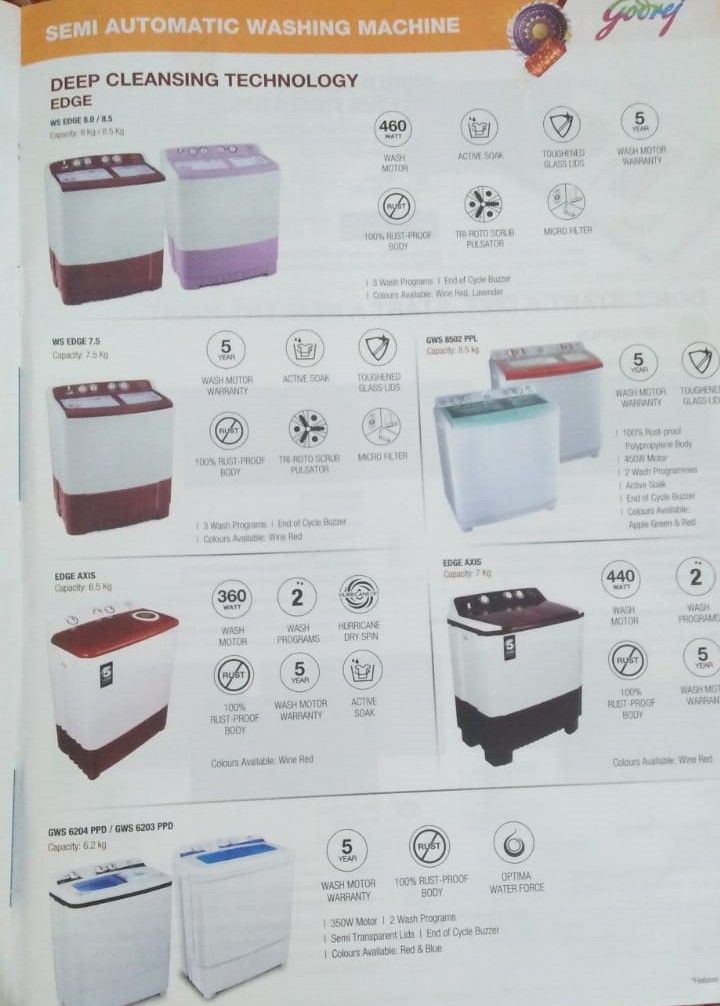 SEMI AUTOMATIC WASHING MACHINE
Godrej
DEEP CLEANSING TECHNOLOGY
EDGE
WS EDGE 8.0 / 8.5
Capacity: 8 Kg / 8.5 Kg
460
WATT
WASH
MOTOR
ACTIVE SOAK
TOUGHENED
GLASS LIDS
5
YEAR
WASH MOTOR
WARRANTY
RUST
100% RUST-PROOF
BODY
TRI-ROTO SCRUB
PULSATOR
MICRO FILTER
| 3 Wash Programs | End of Cycle Buzzer
| Colours Available: Wine Red, Lavender
WS EDGE 7.5
Capacity: 7.5 kg
5
YEAR
WASH MOTOR
WARRANTY
ACTIVE SOAK
TOUGHENED
GLASS LIDS
RUST
100% RUST-PROOF
BODY
TRI-ROTO SCRUB
PULSATOR
MICRO FILTER
| 3 Wash Programs | End of Cycle Buzzer
| Colours Available: Wine Red
GWS 8502 PPL
Capacity: 8.5 kg
5
YEAR
WASH MOTOR
WARRANTY
TOUGHENE
GLASS LID
| 100% Rust-proof
Polypropylene Body
| 450W Motor
| 2 Wash Programmes
| Active Soak
| End of Cycle Buzzer
| Colours Available:
Apple Green & Red
EDGE AXIS
Capacity: 6.5 Kg
360
WATT
WASH
MOTOR
2
WASH
PROGRAMS
HURRICANE
HURRICANE
DRY SPIN
RUST
100%
RUST-PROOF
BODY
5
YEAR
WASH MOTOR
WARRANTY
ACTIVE
SOAK
5
Colours Available: Wine Red
EDGE AXIS
Capacity: 7 Kg
440
WATT
WASH
MOTOR
2
WASH
PROGRAMS
RUST
100%
RUST-PROOF
BODY
5
YEAR
WASH MOT
WARRAN
5
Colours Available: Wine Red
GWS 6204 PPD / GWS 6203 PPD
Capacity: 6.2 kg
5
YEAR
WASH MOTOR
WARRANTY
RUST
100% RUST-PROOF
BODY
OPTIMA
WATER FORCE
| 350W Motor | 2 Wash Programs
| Semi Transparent Lids | End of Cycle Buzzer
| Colours Available: Red & Blue
*Features